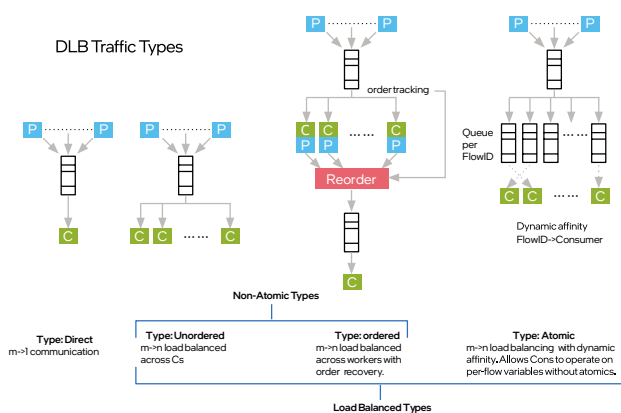 DLB Traffic Types
P ............ P
C
P ............ P
C C ...... C
P ............ P
order tracking
C C ...... C
P P P
Reorder
C
P ............ P
Queue
per
FlowID
......
C C ...... C
Dynamic affinity
FlowID->Consumer
Non-Atomic Types
Type: Direct
m->1 communication
Type: Unordered
m->n load balanced
across Cs
Type: ordered
m->n load balanced
across workers with
order recovery.
Type: Atomic
m->n load balancing with dynamic
affinity. Allows Cons to operate on
per-flow variables without atomics.
Load Balanced Types